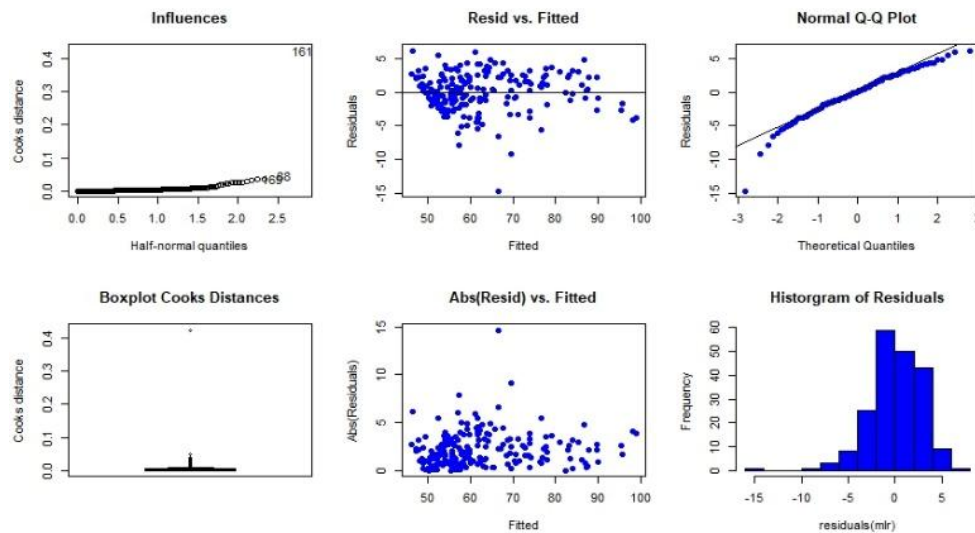 Influences
Cooks distance
0.0 0.1 0.2 0.3 0.4
161
68
0.0 0.5 1.0 1.5 2.0 2.5
Half-normal quantiles
Resid vs. Fitted
Residuals
-15 -10 -5 0 5
50 60 70 80 90 100
Fitted
Normal Q-Q Plot
Residuals
-15 -10 -5 0 5
-3 -2 -1 0 1 2 3
Theoretical Quantiles
Boxplot Cooks Distances
Cooks distance
0.0 0.1 0.2 0.3 0.4
Abs(Resid) vs. Fitted
Abs(Residuals)
0 5 10 15
50 60 70 80 90 100
Fitted
Historgram of Residuals
Frequency
0 10 20 30 40 50 60
-15 -10 -5 0 5
residuals(mlr)